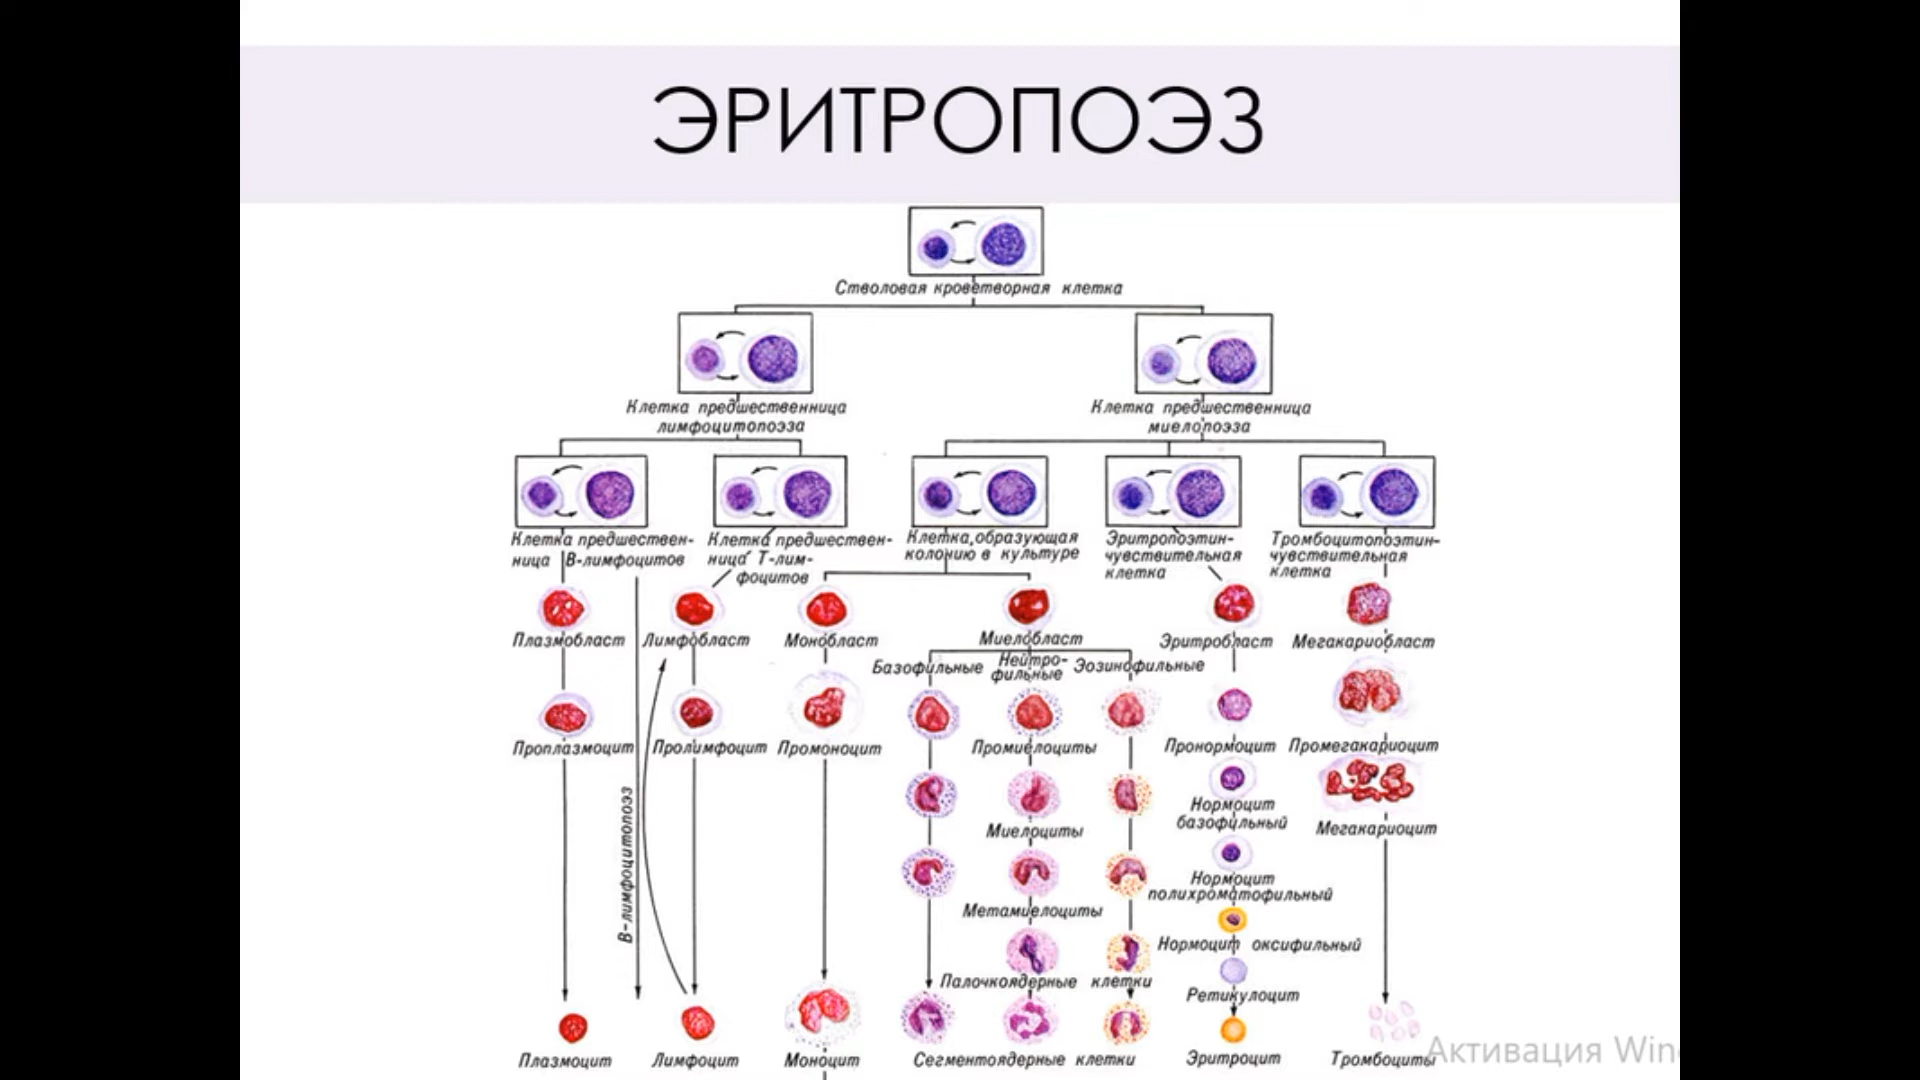 ЭРИТРОПОЭЗ
Стволовая кроветворная клетка
Клетка предшественница
лимфоцитопоэза
Клетка предшественница
миелопоэза
Клетка предшествен-
ница В-лимфоцитов
Клетка предшествен-
ница Т-лим-
фоцитов
Клетка, образующая
колонию в культуре
Эритропоэтин-
чувствительная
клетка
Тромбоцитопоэтин-
чувствительная
клетка
Плазмобласт
Лимфобласт
Монобласт
Миелобласт
Эритробласт
Мегакариобласт
Базофильные
Нейтро-
фильные
Эозинофильные
Проплазмоцит
Пролимфоцит
Промоноцит
Промиелоциты
Пронормоцит
Промегакариоцит
Нормоцит
базофильный
Миелоциты
Мегакариоцит
В-лимфоцитопоэз
Нормоцит
полихроматофильный
Метамиелоциты
Нормоцит оксифильный
Палочкоядерные клетки
Ретикулоцит
Плазмоцит
Лимфоцит
Моноцит
Сегментоядерные клетки
Эритроцит
Тромбоциты
Активация Win